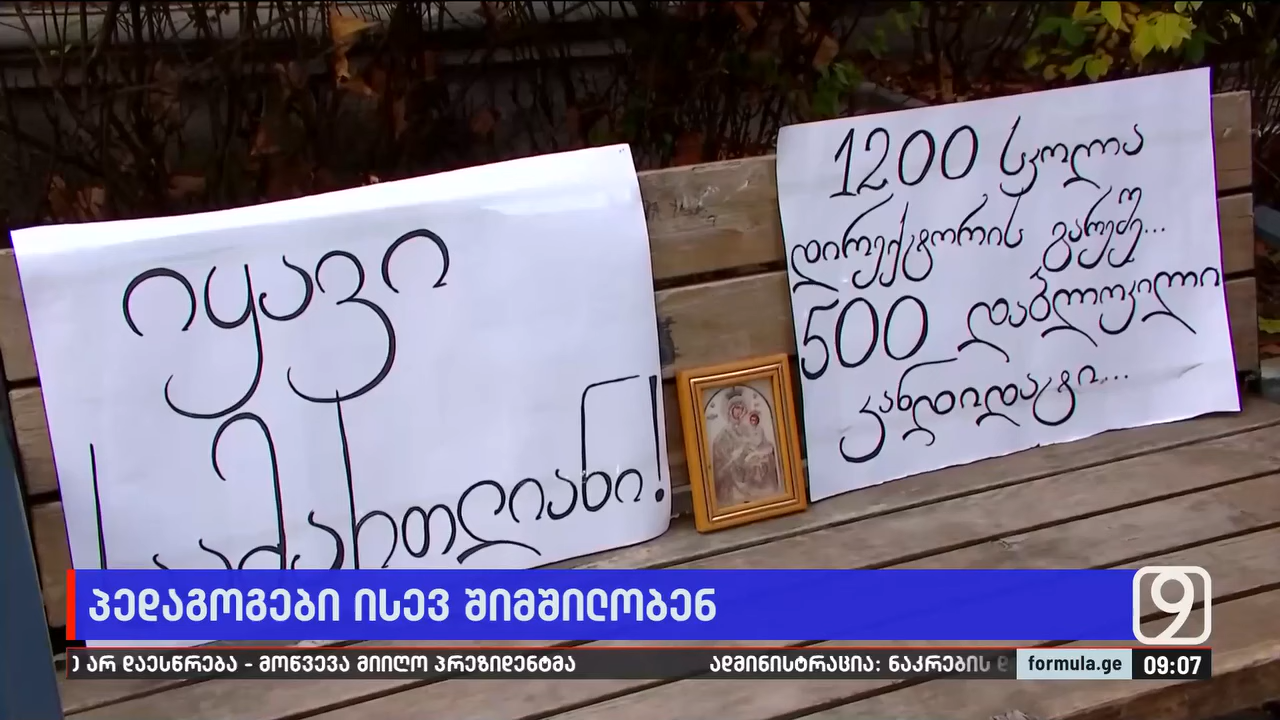 იყავი
სამართლიანი!
1200 სკოლა
დირექტორის გარეშე...
500 დაბლოკილი
კანდიდატი...
პედაგოგები ისევ შიმშილობენ
9
არ დაესწრება - მოწვევა მიიღო პრეზიდენტმა
ადმინისტრაცია: ნაკრების
formula.ge
09:07